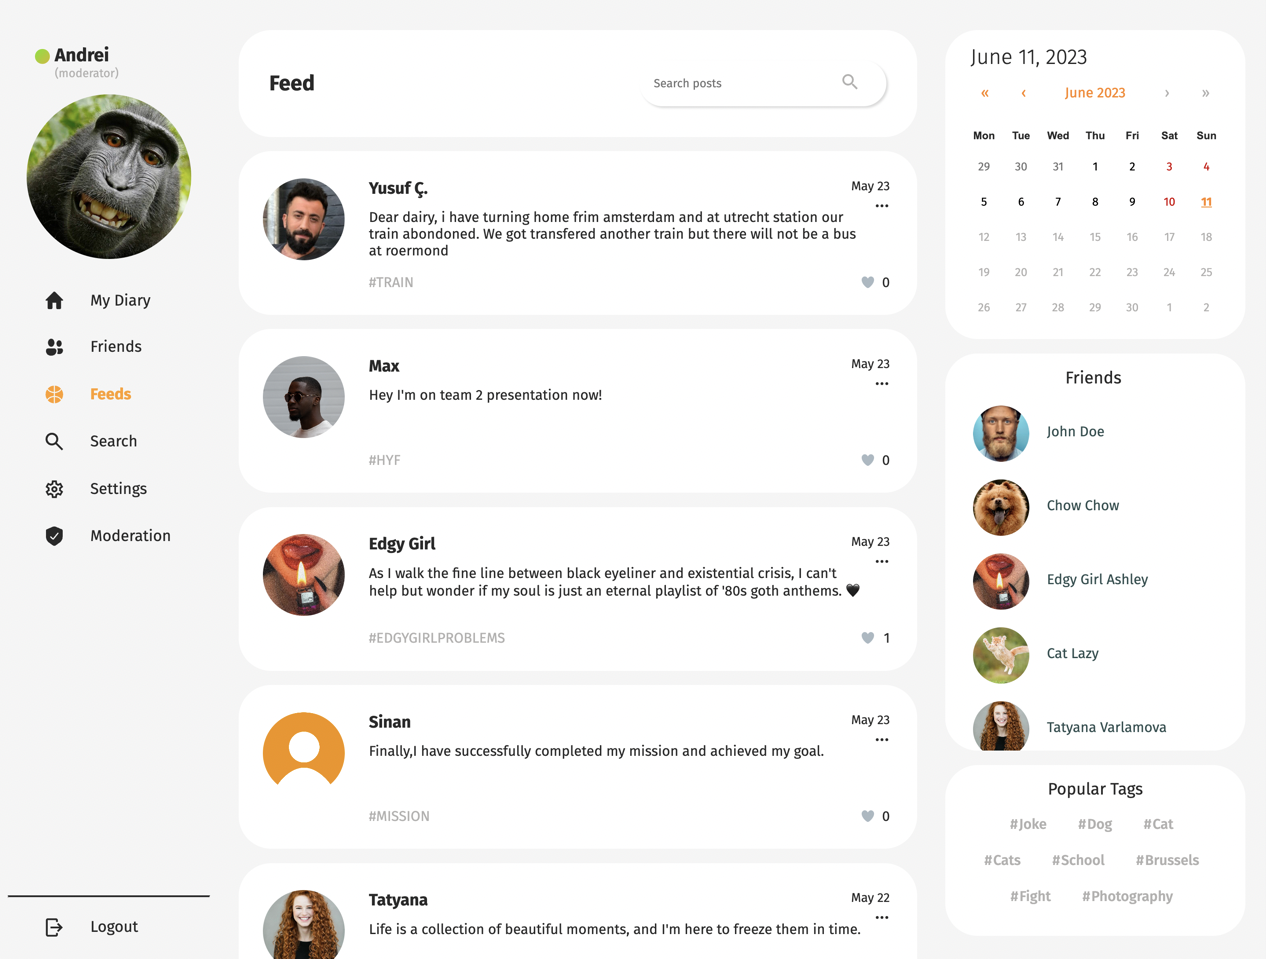 Andrei
(moderator)
My Diary
Friends
Feeds
Search
Settings
Moderation
Logout
Feed
Search posts
Yusuf Ç.
May 23
Dear dairy, i have turning home frim amsterdam and at utrecht station our
train abondoned. We got transfered another train but there will not be a bus
at roermond
#TRAIN
0
Max
May 23
Hey I'm on team 2 presentation now!
#HYF
0
Edgy Girl
May 23
As I walk the fine line between black eyeliner and existential crisis, I can't
help but wonder if my soul is just an eternal playlist of '80s goth anthems. 🖤
#EDGYGIRLPROBLEMS
1
Sinan
May 23
Finally,I have successfully completed my mission and achieved my goal.
#MISSION
0
Tatyana
May 22
Life is a collection of beautiful moments, and I'm here to freeze them in time.
June 11, 2023
« ‹ June 2023 › »
Mon Tue Wed Thu Fri Sat Sun
29 30 31 1 2 3 4
5 6 7 8 9 10 11
12 13 14 15 16 17 18
19 20 21 22 23 24 25
26 27 28 29 30 1 2
Friends
John Doe
Chow Chow
Edgy Girl Ashley
Cat Lazy
Tatyana Varlamova
Popular Tags
#Joke #Dog #Cat
#Cats #School #Brussels
#Fight #Photography